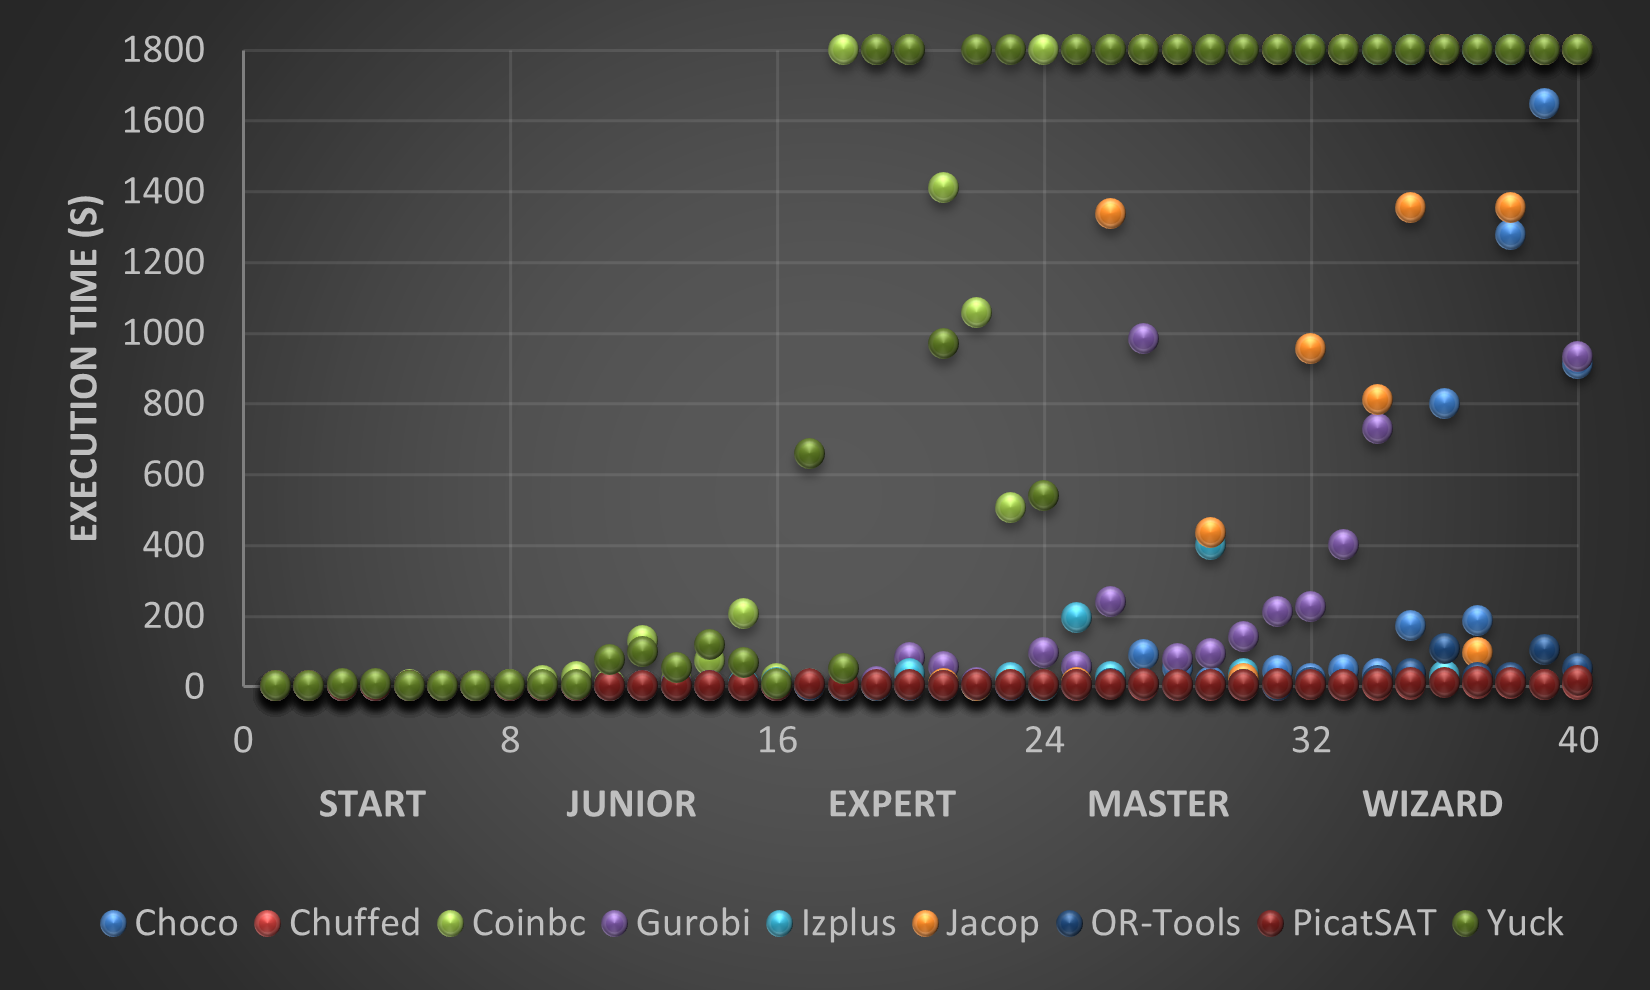 1800
1600
1400
1200
1000
800
600
400
200
0
EXECUTION TIME (S)
0 8 16 24 32 40
START JUNIOR EXPERT MASTER WIZARD
Choco Chuffed Coinbc Gurobi Izplus Jacop OR-Tools PicatSAT Yuck